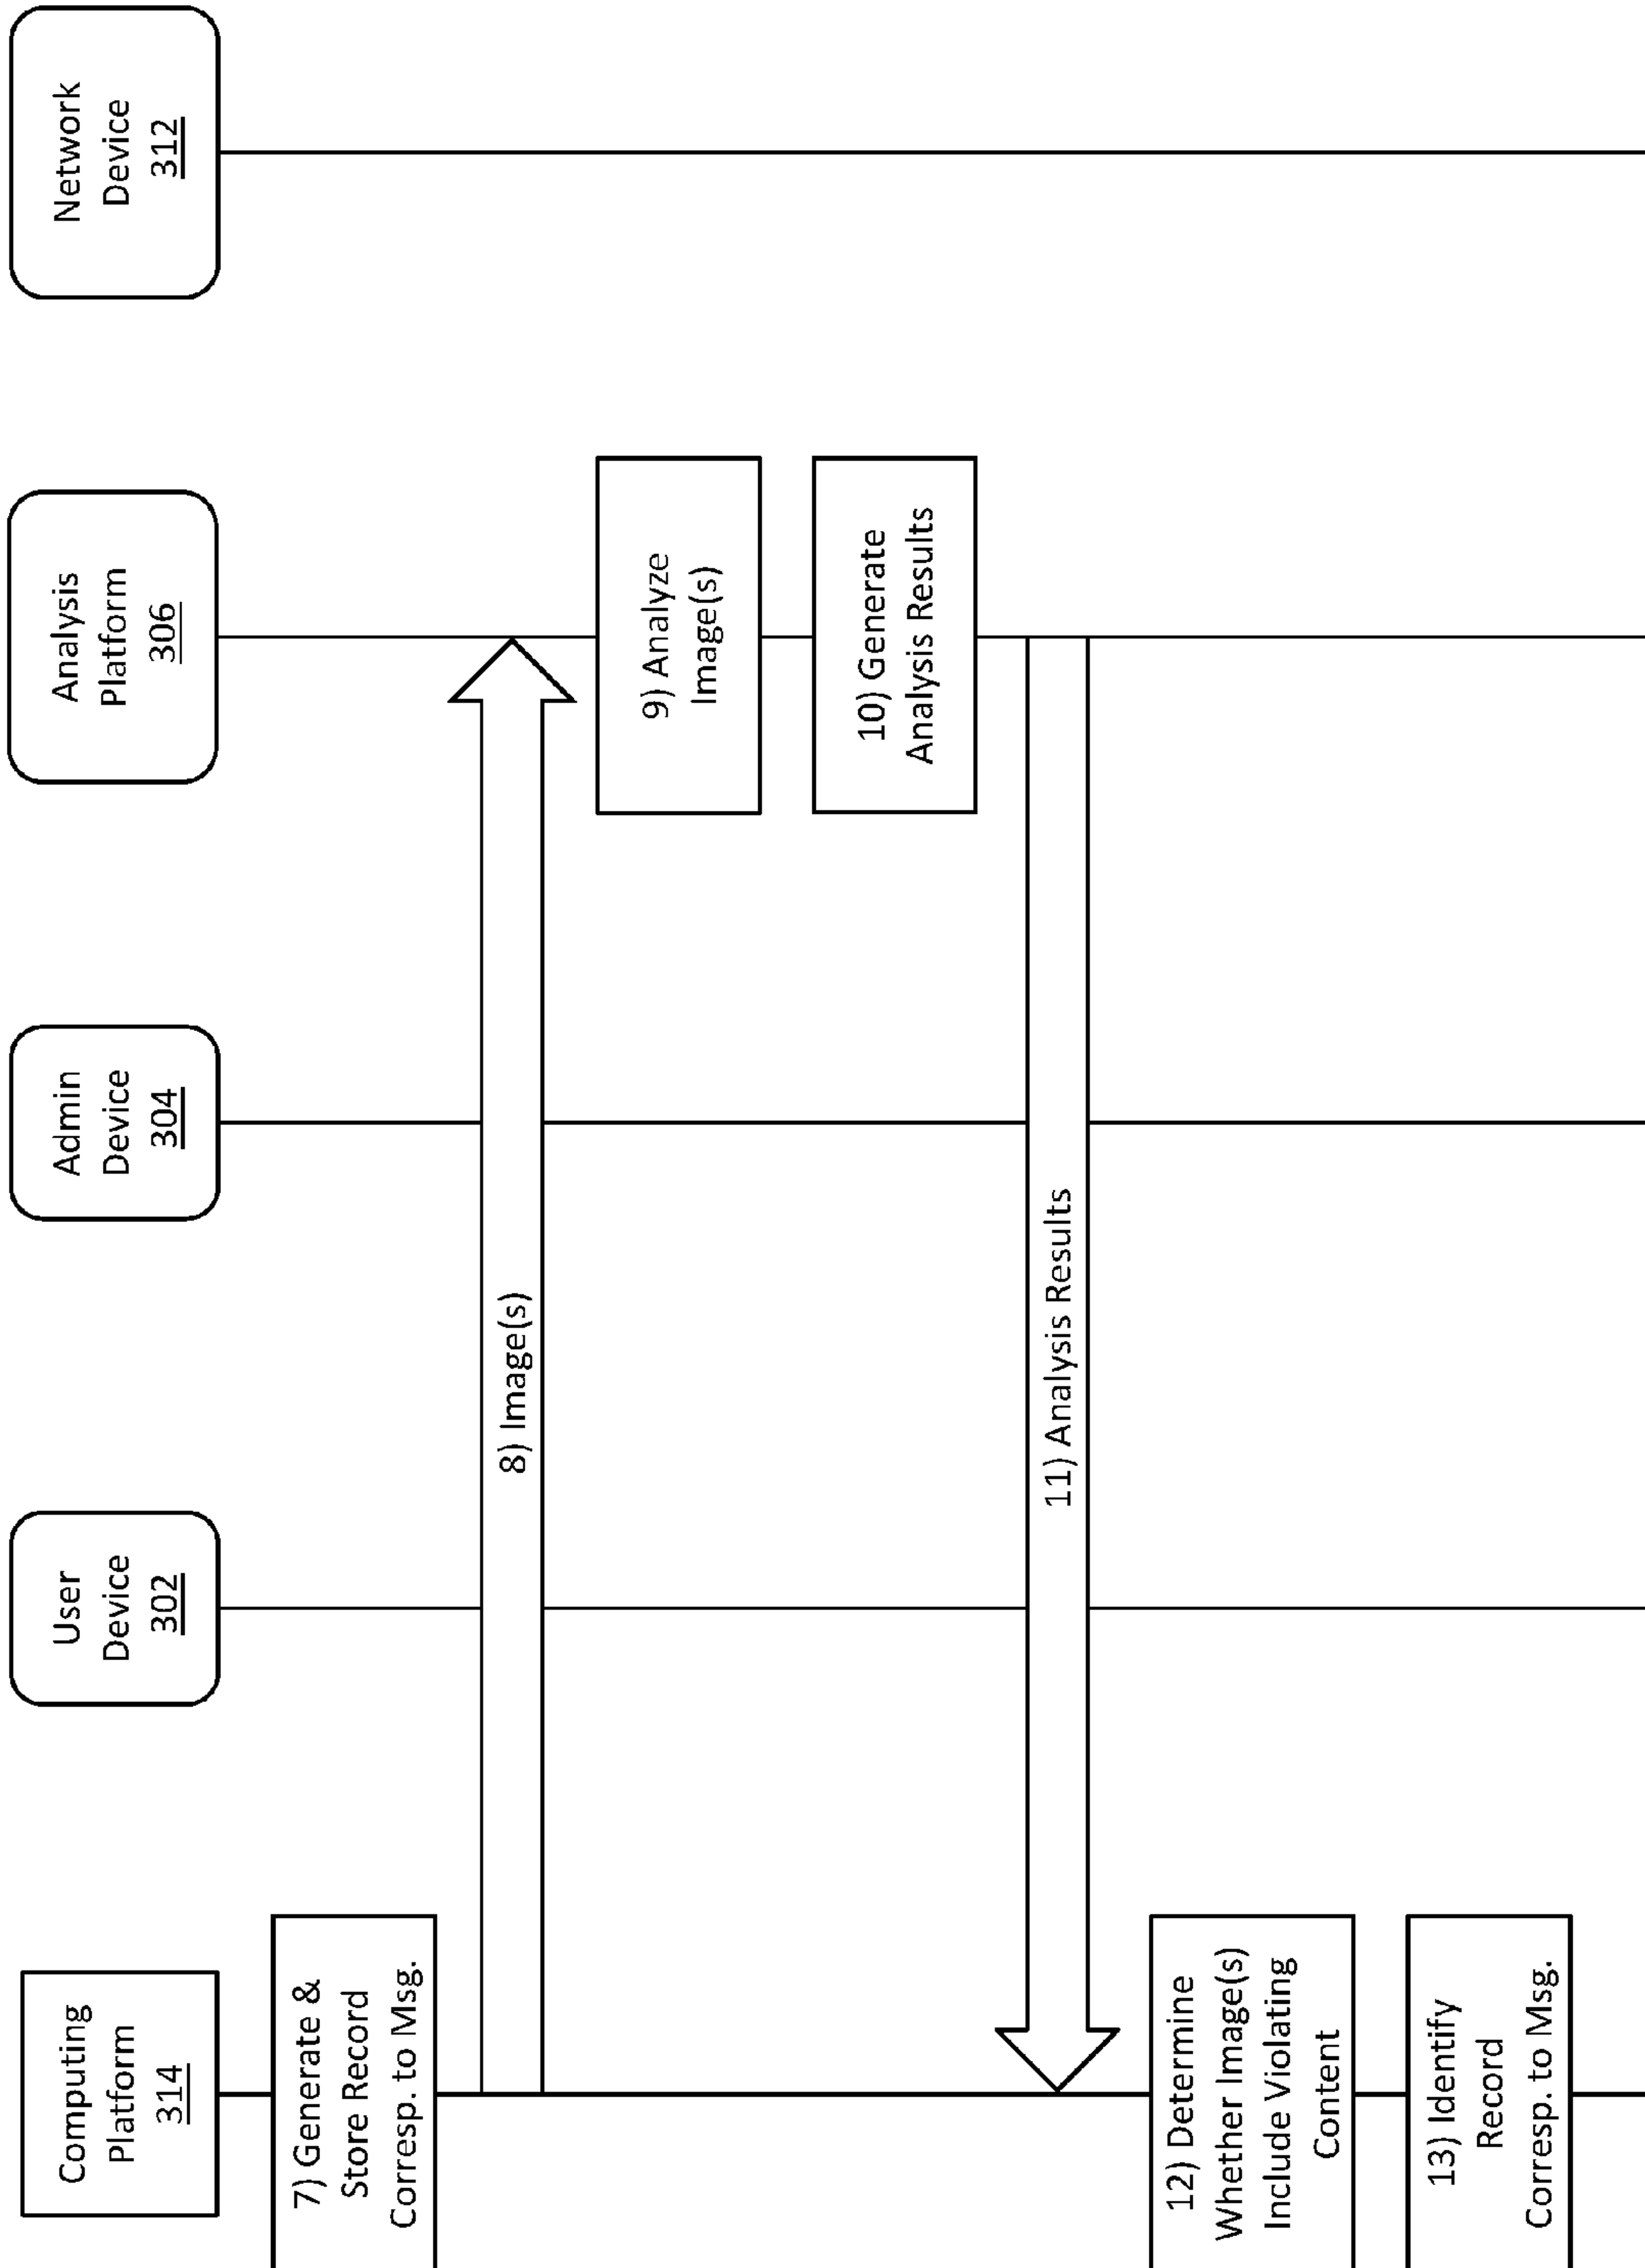 Computing
Platform
314
User
Device
302
Admin
Device
304
Analysis
Platform
306
Network
Device
312
7) Generate &
Store Record
Corresp. to Msg.
8) Image(s)
9) Analyze
Image(s)
10) Generate
Analysis Results
11) Analysis Results
12) Determine
Whether Image(s)
Include Violating
Content
13) Identify
Record
Corresp. to Msg.